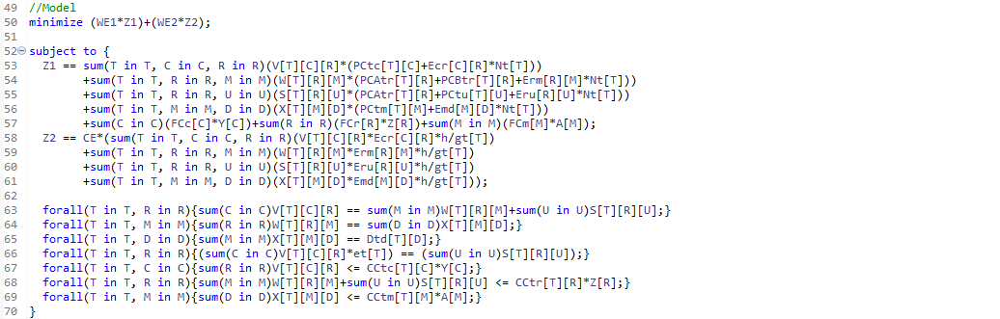 49 //Model
50 minimize (WE1*Z1)+(WE2*Z2);
51
52 subject to {
53 Z1 == sum(T in T, C in C, R in R)(V[T][C][R]*(PCtc[T][C]+Ecr[C][R]*Nt[T]))
54 +sum(T in T, R in R, M in M)(W[T][R][M]*(PCAtr[T][R]+PCBtr[T][R]+Erm[R][M]*Nt[T]))
55 +sum(T in T, R in R, U in U)(S[T][R][U]*(PCAtr[T][R]+PCtu[T][U]+Eru[R][U]*Nt[T]))
56 +sum(T in T, M in M, D in D)(X[T][M][D]*(PCtm[T][M]+Emd[M][D]*Nt[T]))
57 +sum(C in C)(FCc[C]*Y[C])+sum(R in R)(FCr[R]*Z[R])+sum(M in M)(FCm[M]*A[M]);
58 Z2 == CE*(sum(T in T, C in C, R in R)(V[T][C][R]*Ecr[C][R]*h/gt[T])
59 +sum(T in T, R in R, M in M)(W[T][R][M]*Erm[R][M]*h/gt[T])
60 +sum(T in T, R in R, U in U)(S[T][R][U]*Eru[R][U]*h/gt[T])
61 +sum(T in T, M in M, D in D)(X[T][M][D]*Emd[M][D]*h/gt[T]));
62
63 forall(T in T, R in R){sum(C in C)V[T][C][R] == sum(M in M)W[T][R][M]+sum(U in U)S[T][R][U];}
64 forall(T in T, M in M){sum(R in R)W[T][R][M] == sum(D in D)X[T][M][D];}
65 forall(T in T, D in D){sum(M in M)X[T][M][D] == Dtd[T][D];}
66 forall(T in T, R in R){(sum(C in C)V[T][C][R]*et[T]) == (sum(U in U)S[T][R][U]);}
67 forall(T in T, C in C){sum(R in R)V[T][C][R] <= CCtc[T][C]*Y[C];}
68 forall(T in T, R in R){sum(M in M)W[T][R][M]+sum(U in U)S[T][R][U] <= CCtr[T][R]*Z[R];}
69 forall(T in T, M in M){sum(D in D)X[T][M][D] <= CCtm[T][M]*A[M];}
70 }